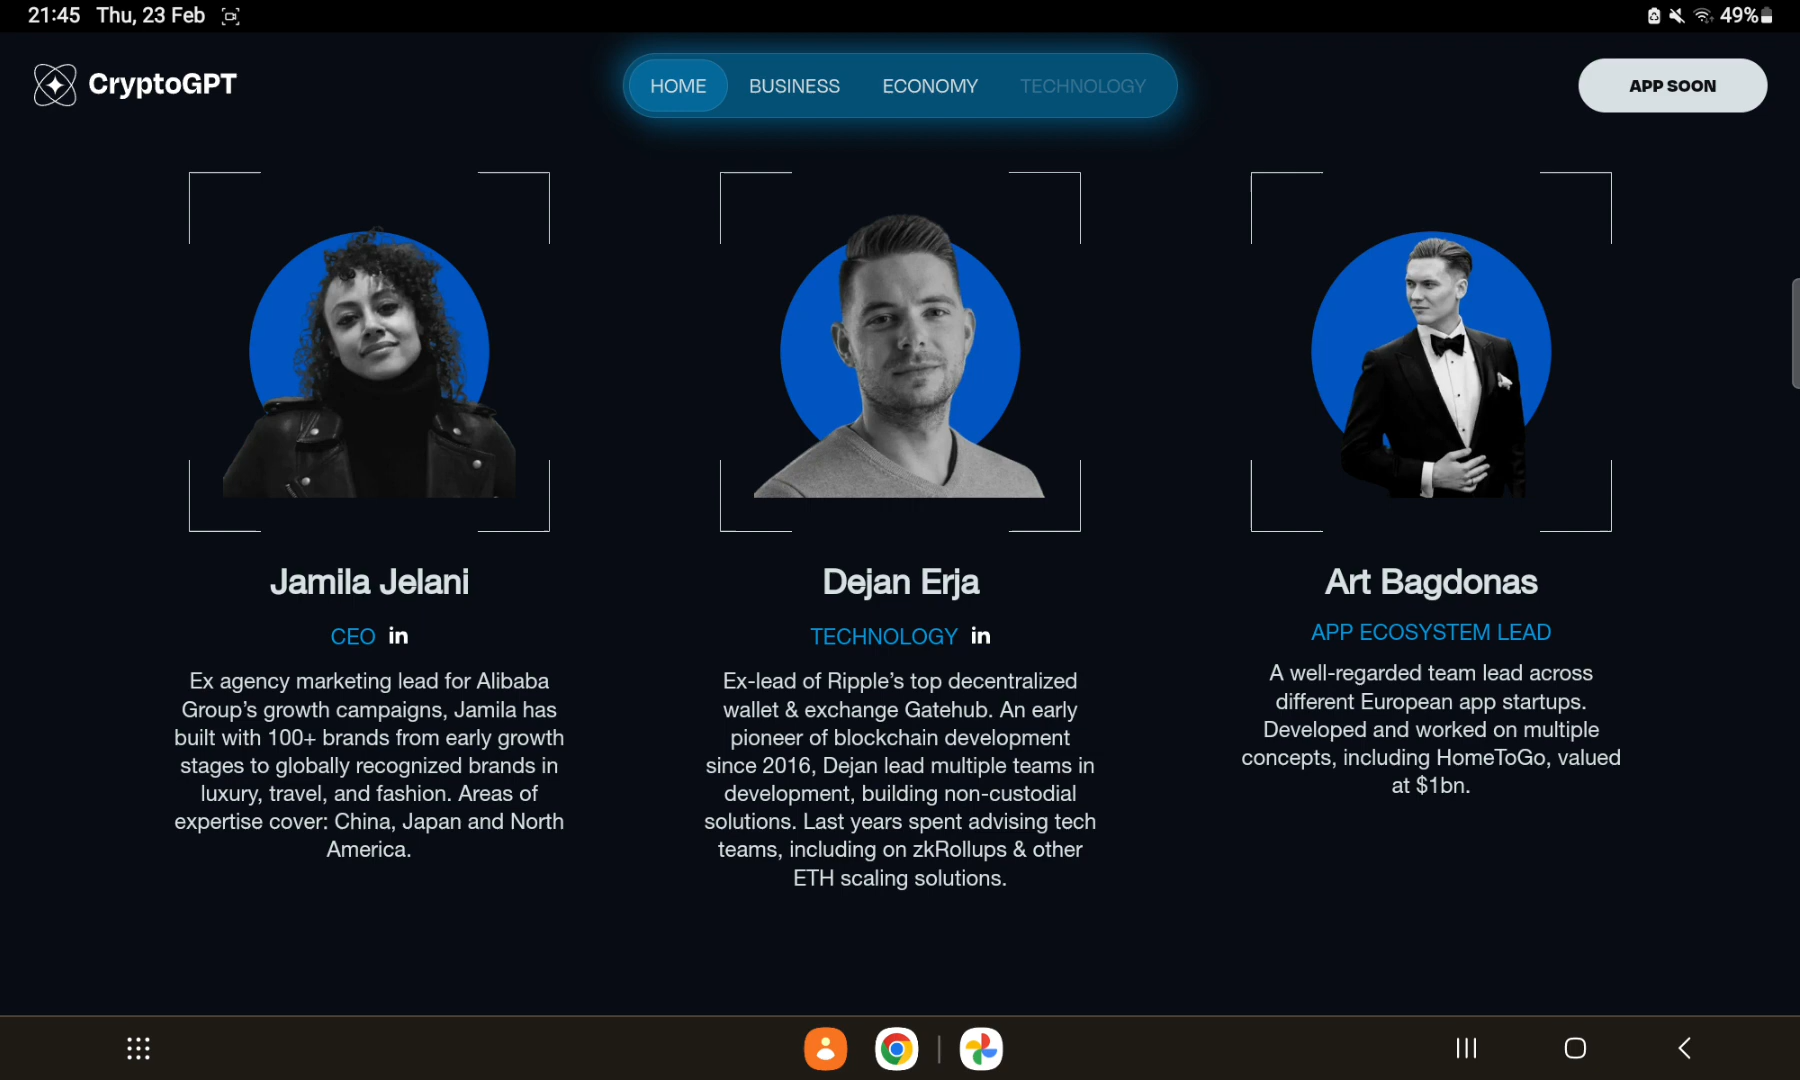 21:45 Thu, 23 Feb
49%
CryptoGPT
HOME BUSINESS ECONOMY TECHNOLOGY
APP SOON
Jamila Jelani
CEO in
Ex agency marketing lead for Alibaba
Group's growth campaigns, Jamila has
built with 100+ brands from early growth
stages to globally recognized brands in
luxury, travel, and fashion. Areas of
expertise cover: China, Japan and North
America.
Dejan Erja
TECHNOLOGY in
Ex-lead of Ripple's top decentralized
wallet & exchange Gatehub. An early
pioneer of blockchain development
since 2016, Dejan lead multiple teams in
development, building non-custodial
solutions. Last years spent advising tech
teams, including on zkRollups & other
ETH scaling solutions.
Art Bagdonas
APP ECOSYSTEM LEAD
A well-regarded team lead across
different European app startups.
Developed and worked on multiple
concepts, including HomeToGo, valued
at $1bn.